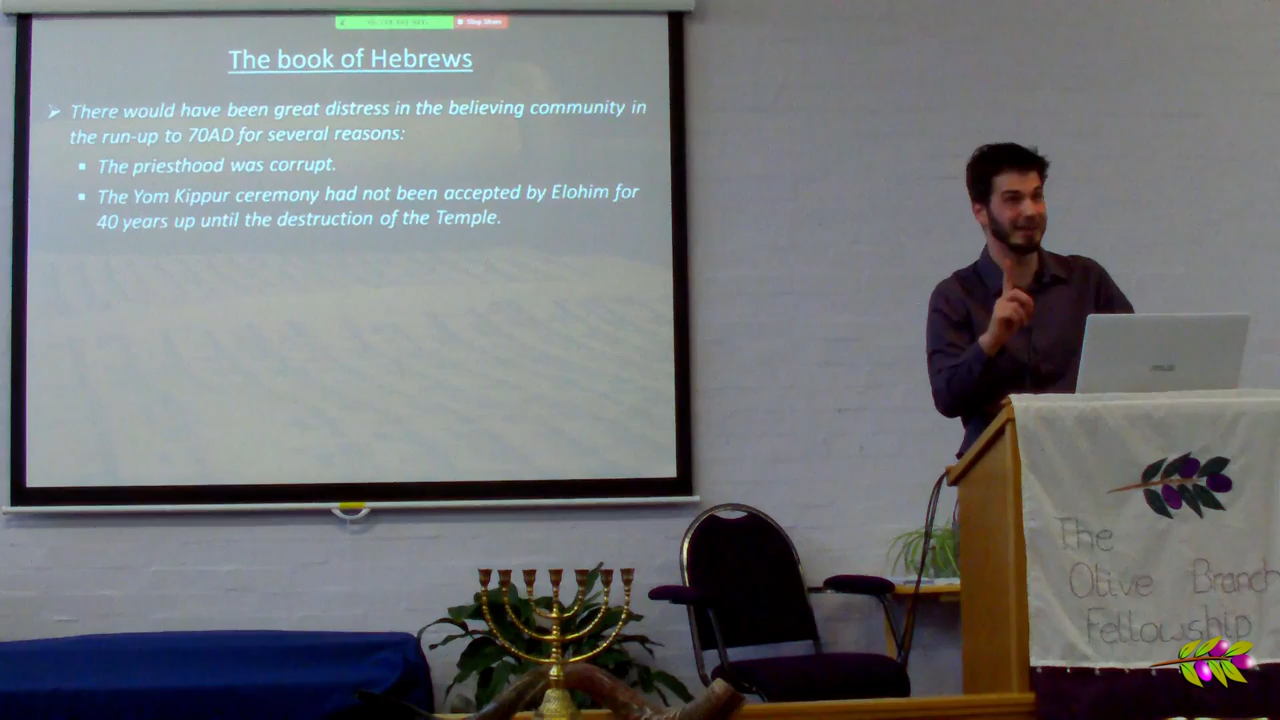 Stop Share
The book of Hebrews
There would have been great distress in the believing community in
the run-up to 70AD for several reasons:
The priesthood was corrupt.
The Yom Kippur ceremony had not been accepted by Elohim for
40 years up until the destruction of the Temple.
ASUS
The
Olive Branch
Fellowship